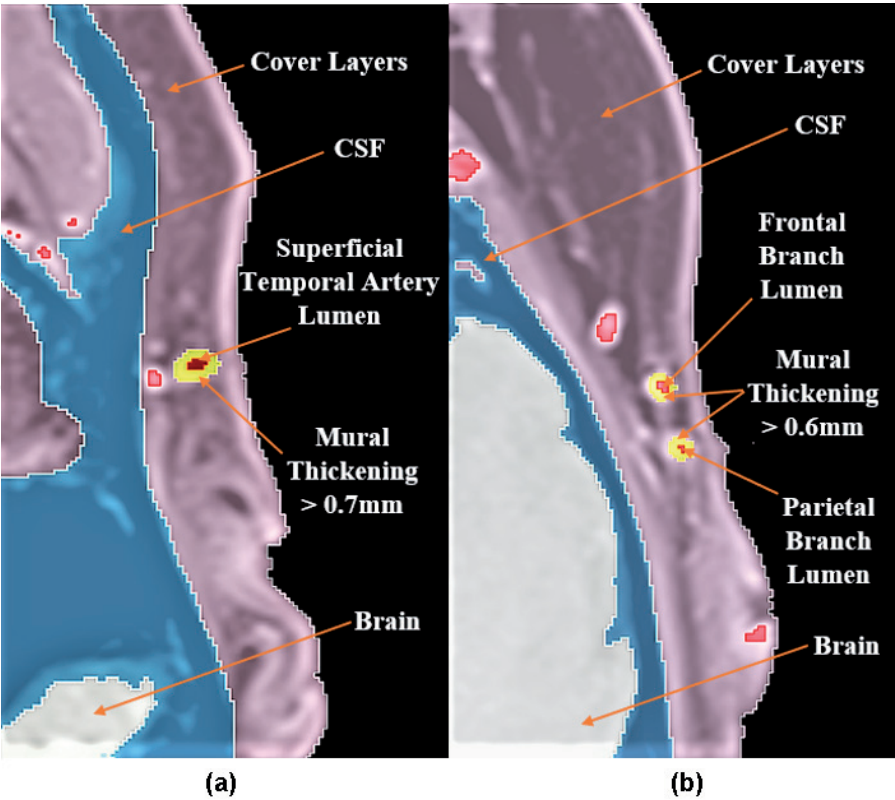 Cover Layers
CSF
Superficial
Temporal Artery
Lumen
Mural
Thickening
> 0.7mm
Brain
(a)
Cover Layers
CSF
Frontal
Branch
Lumen
Mural
Thickening
> 0.6mm
Parietal
Branch
Lumen
Brain
(b)